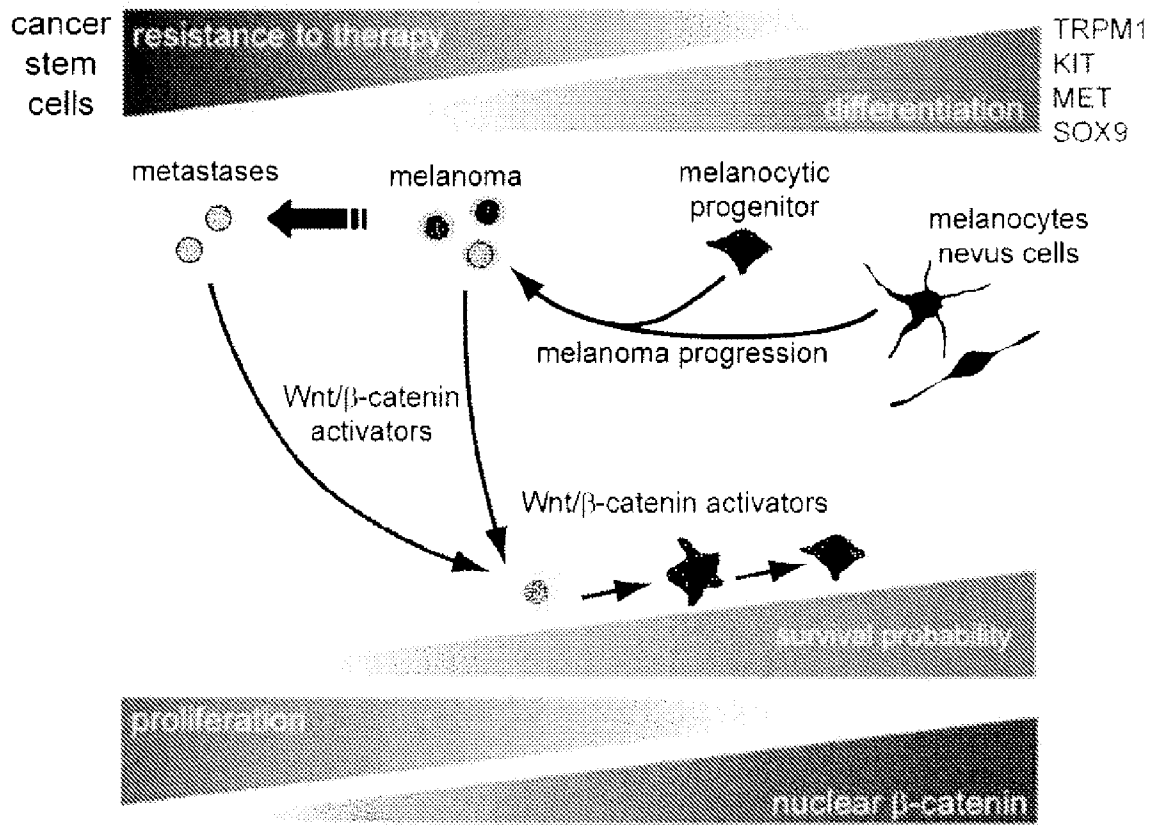 cancer
stem
cells
resistance to therapy
differentiation
TRPM1
KIT
MET
SOX9
metastases
melanoma
melanocytic
progenitor
melanocytes
nevus cells
melanoma progression
Wnt/β-catenin
activators
Wnt/β-catenin activators
survival probability
proliferation
nuclear β-catenin